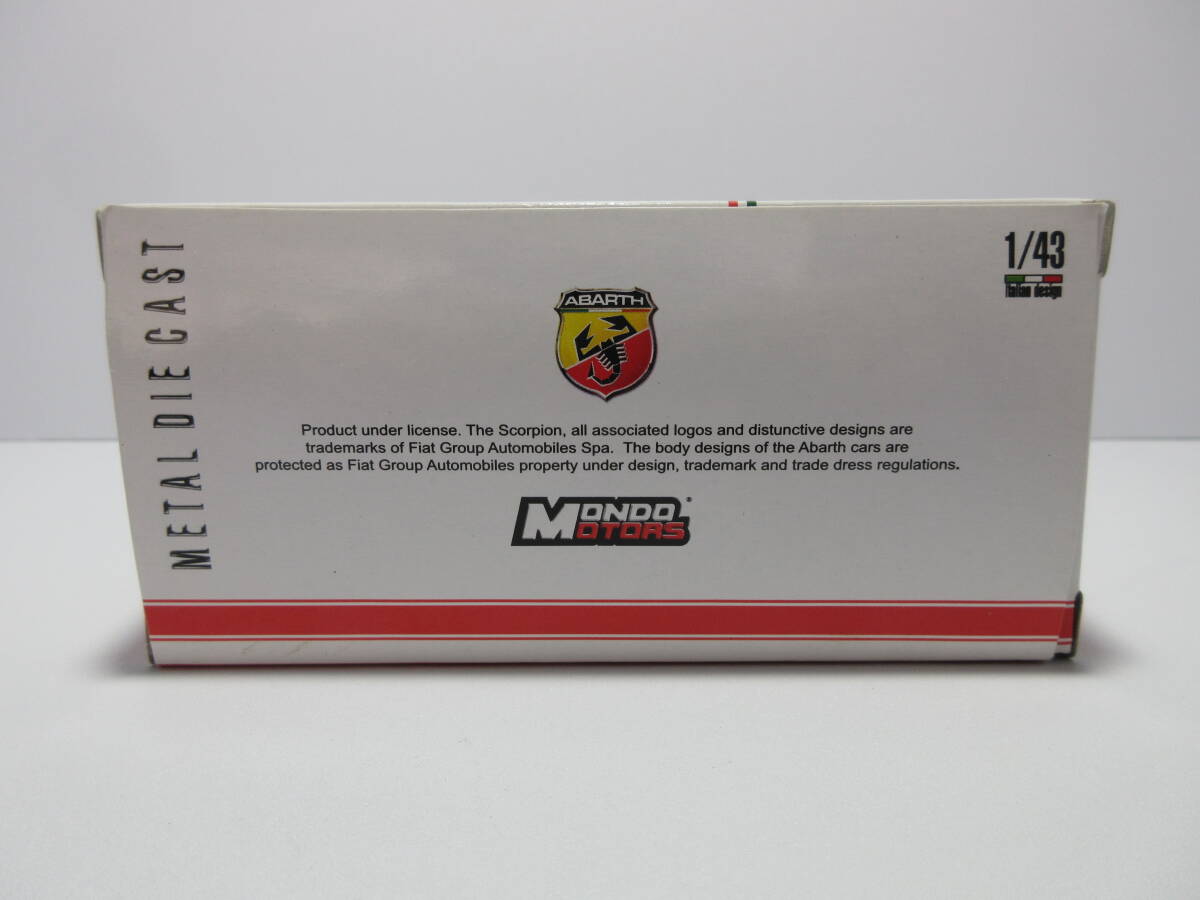 METAL DIE CAST
1/43
Italian design
ABARTH
Product under license. The Scorpion, all associated logos and distunctive designs are
trademarks of Fiat Group Automobiles Spa. The body designs of the Abarth cars are
protected as Fiat Group Automobiles property under design, trademark and trade dress regulations.
MONDO
MOTORS
®